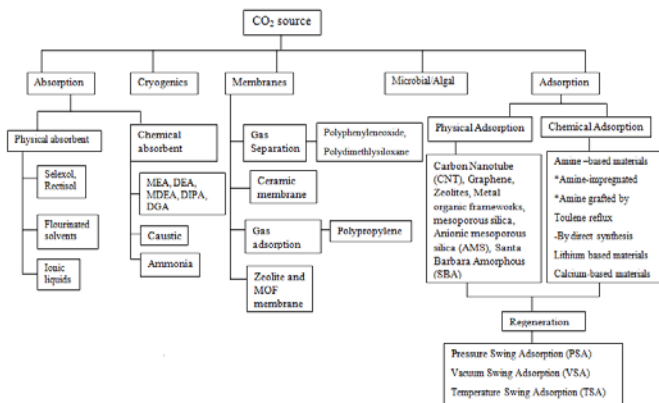 CO₂ source
Absorption
Cryogenics
Membranes
Microbial/Algal
Adsorption
Physical absorbent
Selexol,
Rectisol
Flourinated
solvents
Ionic
liquids
Chemical
absorbent
MEA, DEA,
MDEA, DIPA,
DGA
Caustic
Ammonia
Gas
Separation
Polyphenyleneoxide,
Polydimethlysiloxane
Ceramic
membrane
Gas
adsorption
Polypropylene
Zeolite and
MOF
membrane
Physical Adsorption
Carbon Nanotube
(CNT), Graphene,
Zeolites, Metal
organic frameworks,
mesoporous silica,
Anionic mesoporous
silica (AMS), Santa
Barbara Amorphous
(SBA)
Chemical Adsorption
Amine –based materials
*Amine-impregnated
*Amine grafted by
Toulene reflux
-By direct synthesis
Lithium based materials
Calcium-based materials
Regeneration
Pressure Swing Adsorption (PSA)
Vacuum Swing Adsorption (VSA)
Temperature Swing Adsorption (TSA)